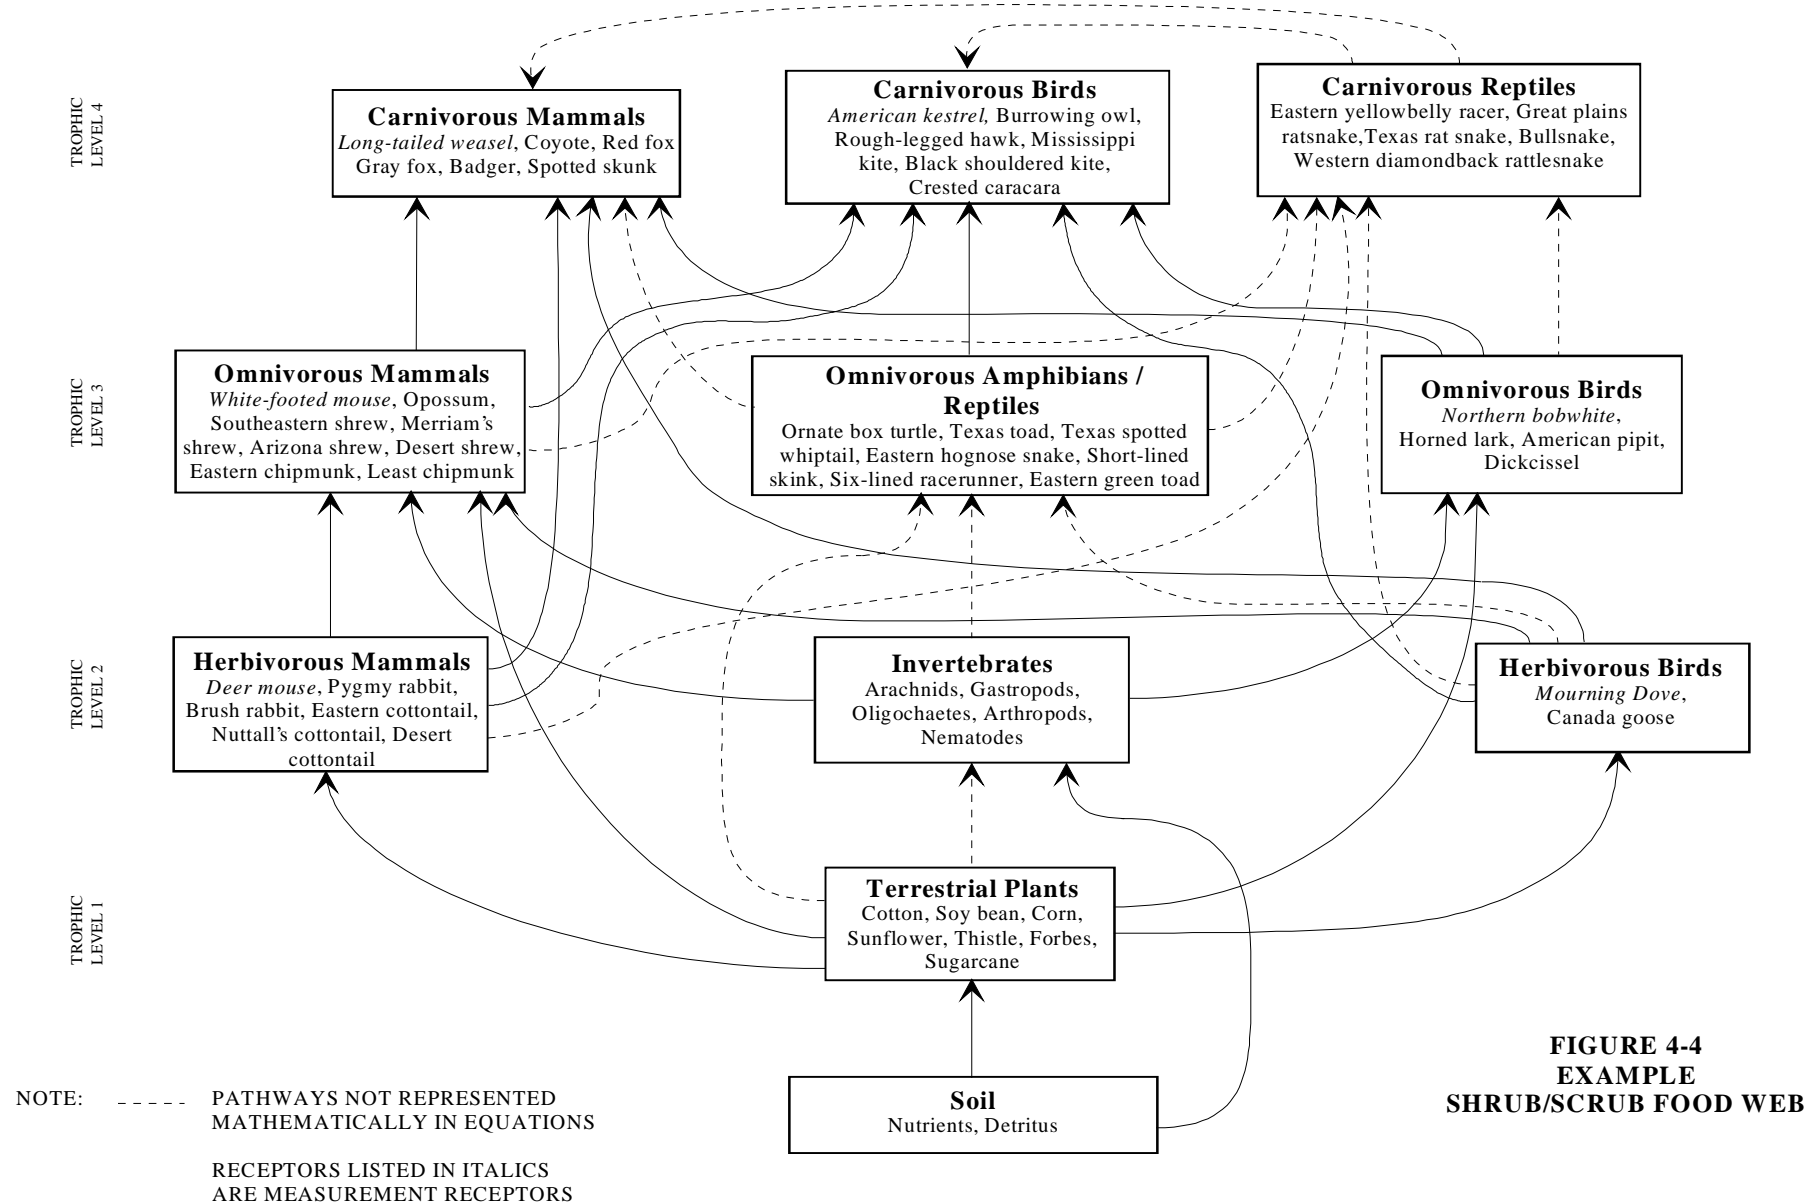 TROPHIC
LEVEL 4
Carnivorous Mammals
Long-tailed weasel, Coyote, Red fox
Gray fox, Badger, Spotted skunk
Carnivorous Birds
American kestrel, Burrowing owl,
Rough-legged hawk, Mississippi
kite, Black shouldered kite,
Crested caracara
Carnivorous Reptiles
Eastern yellowbelly racer, Great plains
ratsnake,Texas rat snake, Bullsnake,
Western diamondback rattlesnake
TROPHIC
LEVEL 3
Omnivorous Mammals
White-footed mouse, Opossum,
Southeastern shrew, Merriam's
shrew, Arizona shrew, Desert shrew,
Eastern chipmunk, Least chipmunk
Omnivorous Amphibians /
Reptiles
Ornate box turtle, Texas toad, Texas spotted
whiptail, Eastern hognose snake, Short-lined
skink, Six-lined racerunner, Eastern green toad
Omnivorous Birds
Northern bobwhite,
Horned lark, American pipit,
Dickcissel
TROPHIC
LEVEL 2
Herbivorous Mammals
Deer mouse, Pygmy rabbit,
Brush rabbit, Eastern cottontail,
Nuttall's cottontail, Desert
cottontail
Invertebrates
Arachnids, Gastropods,
Oligochaetes, Arthropods,
Nematodes
Herbivorous Birds
Mourning Dove,
Canada goose
TROPHIC
LEVEL 1
Terrestrial Plants
Cotton, Soy bean, Corn,
Sunflower, Thistle, Forbes,
Sugarcane
Soil
Nutrients, Detritus
NOTE:
PATHWAYS NOT REPRESENTED
MATHEMATICALLY IN EQUATIONS
RECEPTORS LISTED IN ITALICS
ARE MEASUREMENT RECEPTORS
FIGURE 4-4
EXAMPLE
SHRUB/SCRUB FOOD WEB